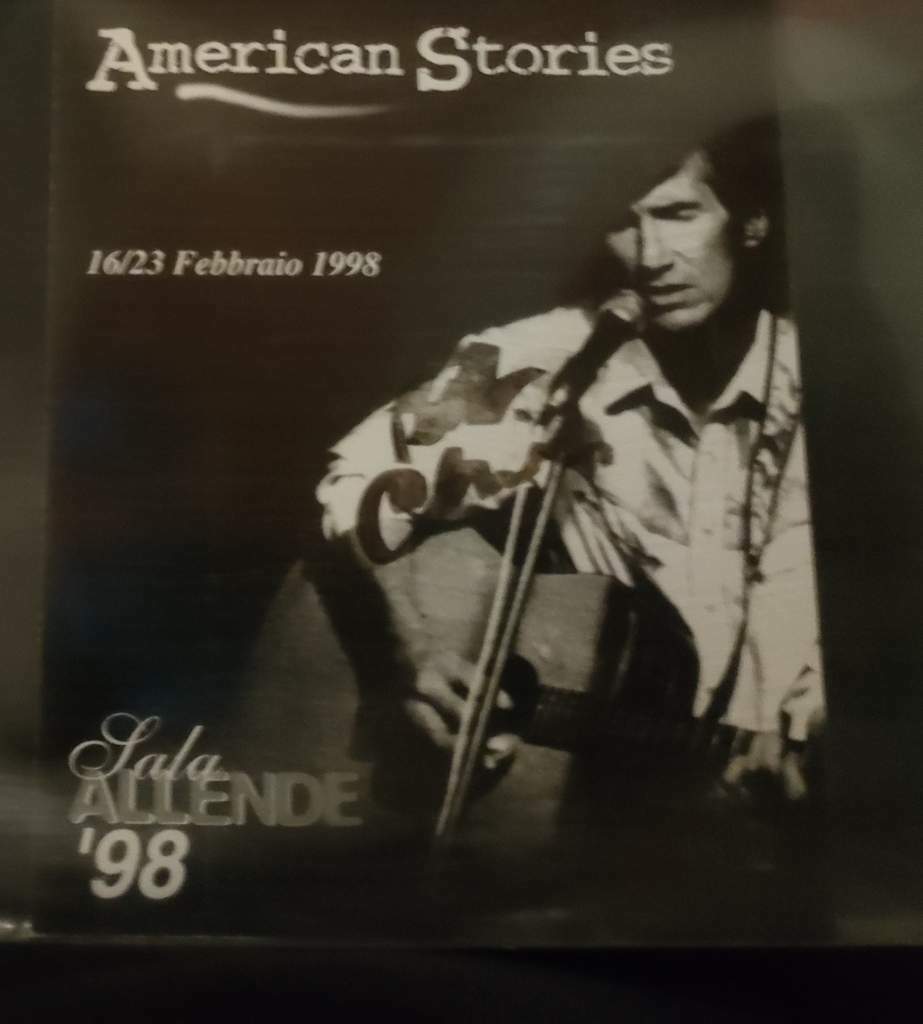 American Stories
16/23 Febbraio 1998
Sala
ALLENDE
'98